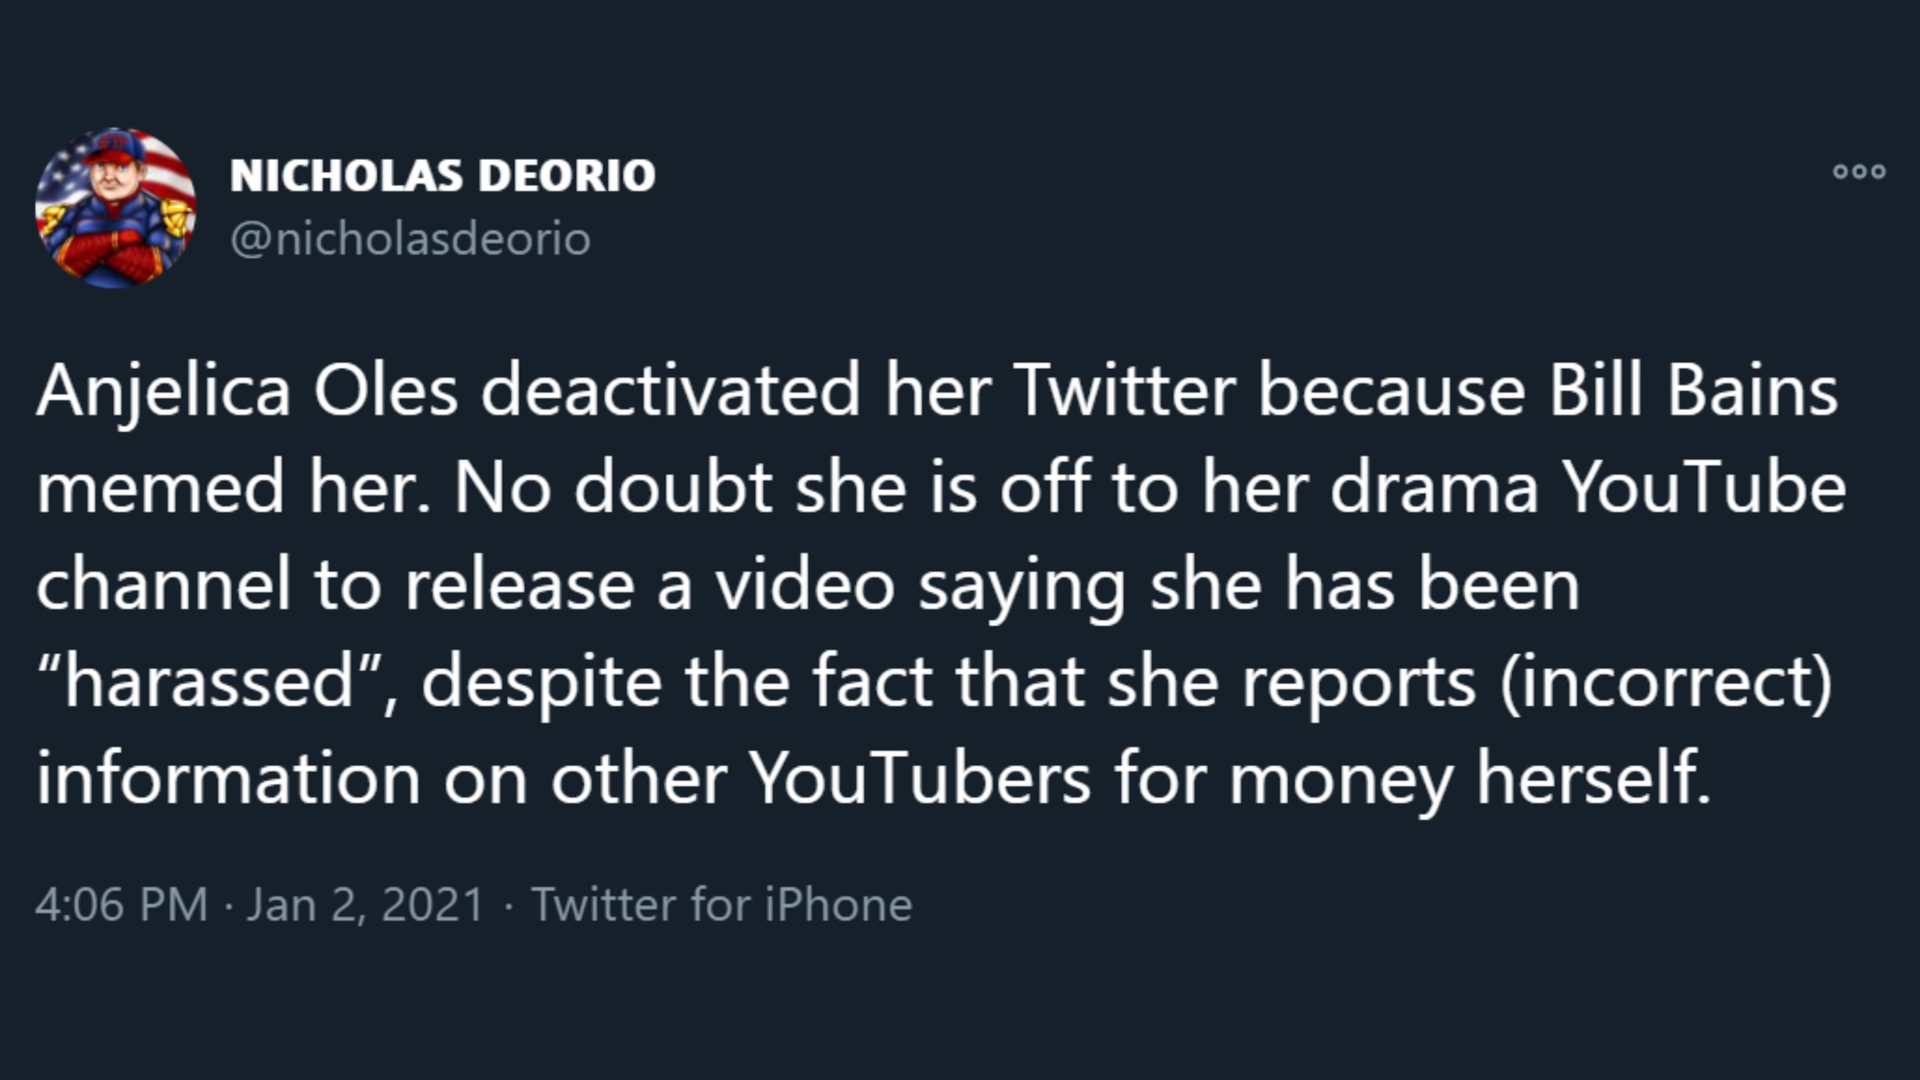 NICHOLAS DEORIO
@nicholasdeorio
Anjelica Oles deactivated her Twitter because Bill Bains
memed her. No doubt she is off to her drama YouTube
channel to release a video saying she has been
“harassed”, despite the fact that she reports (incorrect)
information on other YouTubers for money herself.
4:06 PM · Jan 2, 2021 · Twitter for iPhone